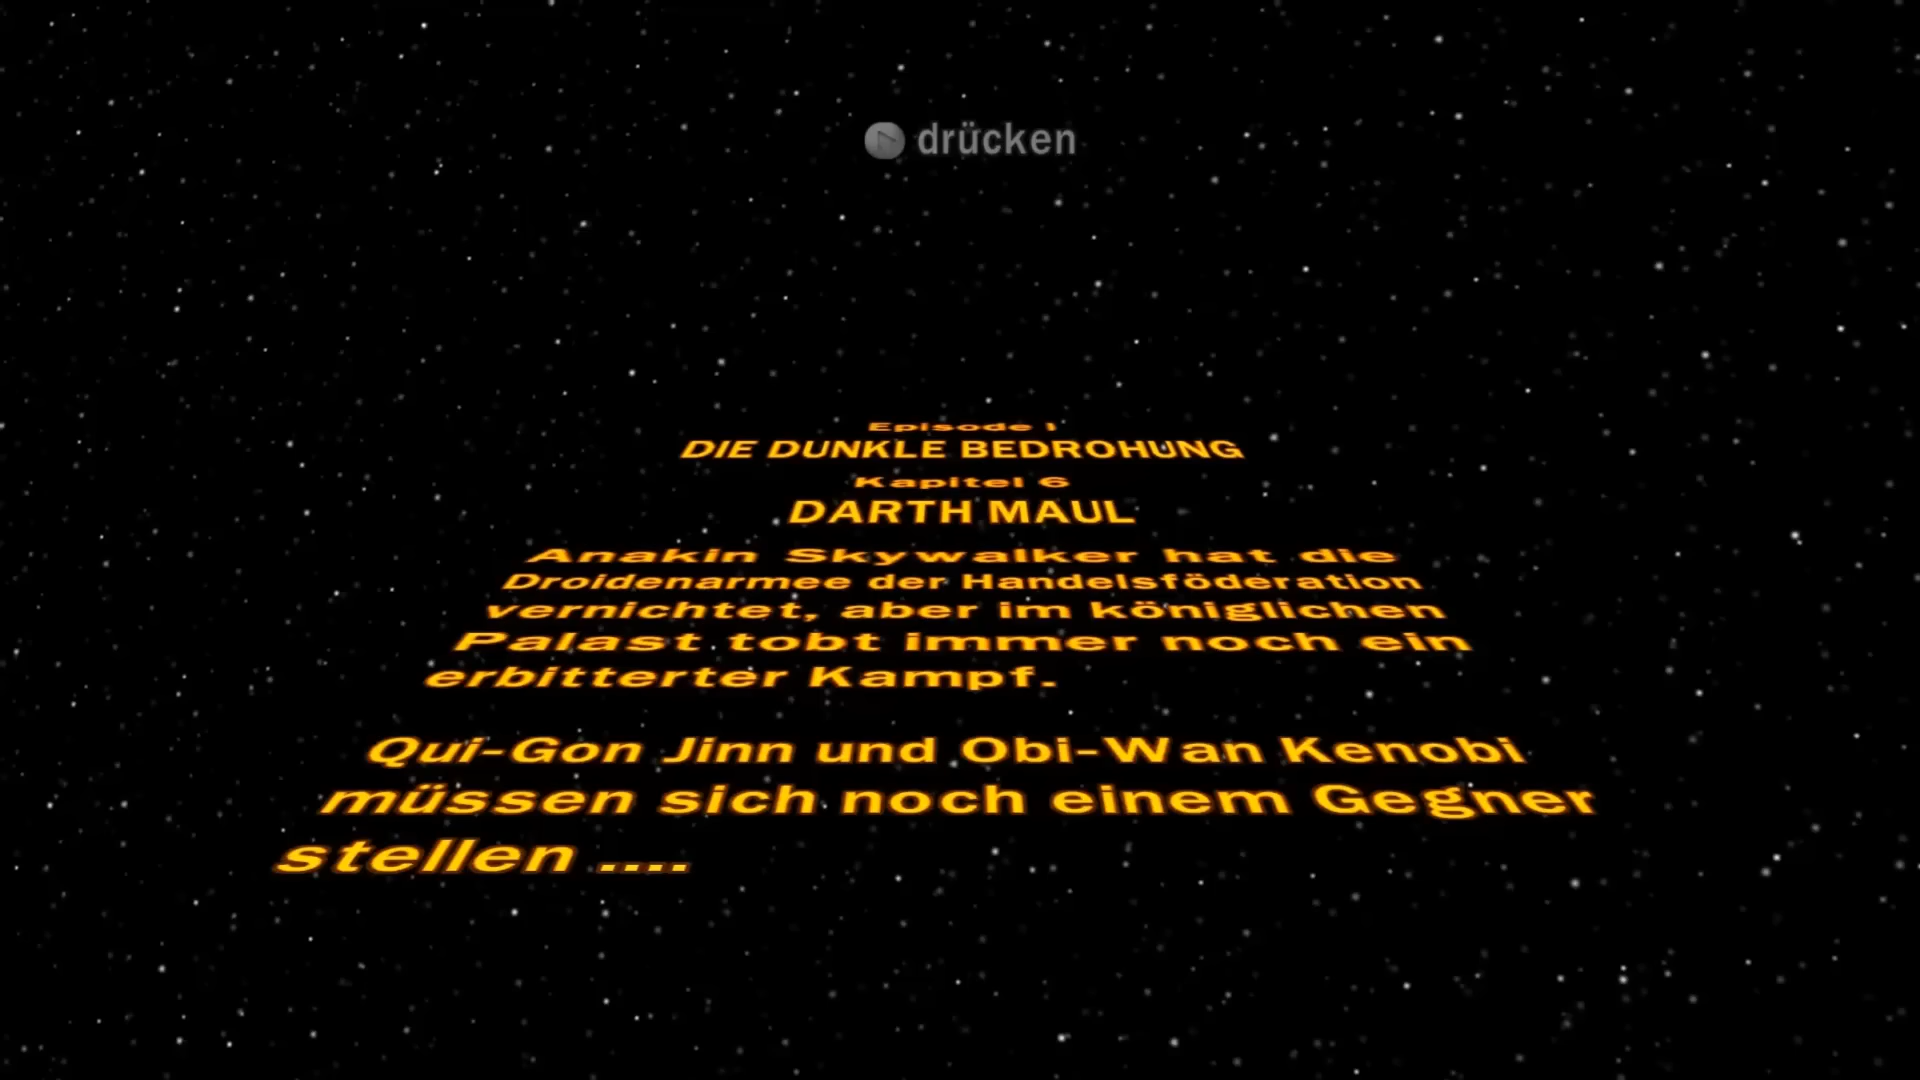 drücken
Episode I
DIE DUNKLE BEDROHUNG
Kapitel 6
DARTH MAUL
Anakin Skywalker hat die
Droidenarmee der Handelsföderation
vernichtet, aber im königlichen
Palast tobt immer noch ein
erbitterter Kampf.
Qui-Gon Jinn und Obi-Wan Kenobi
müssen sich noch einem Gegner
stellen ....